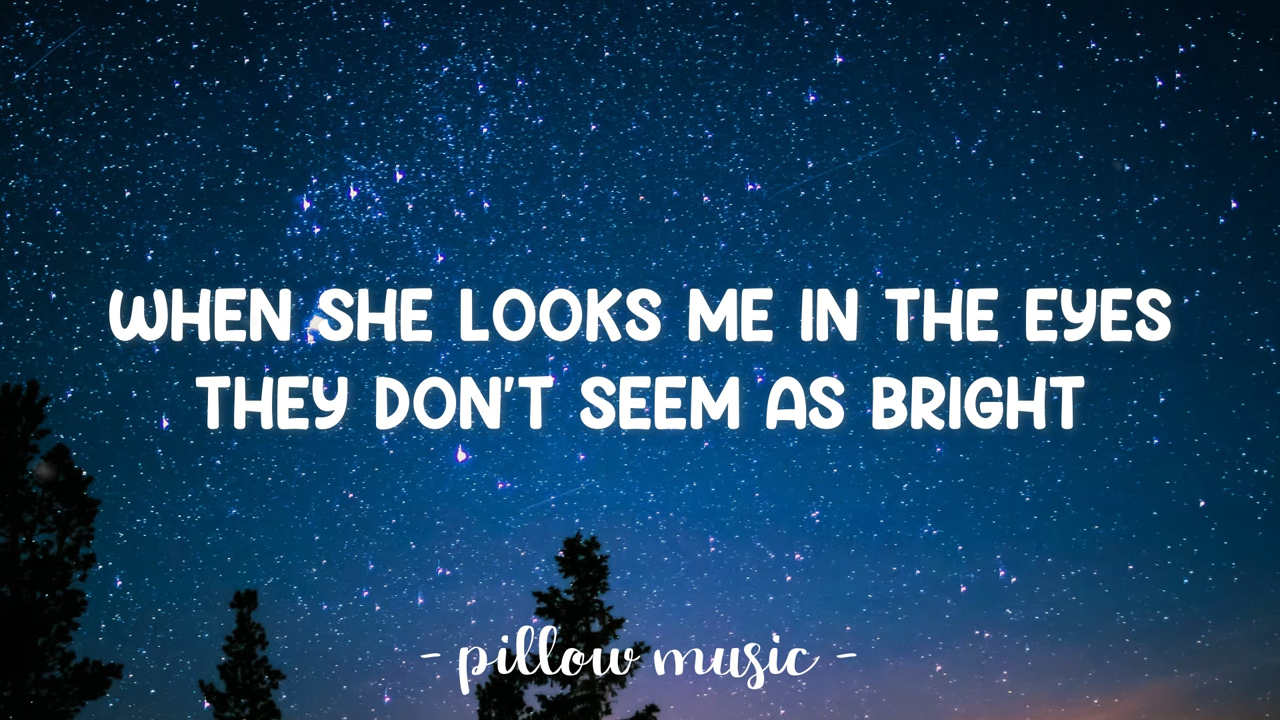 WHEN SHE LOOKS ME IN THE EYES
THEY DON'T SEEM AS BRIGHT
- pillow music -